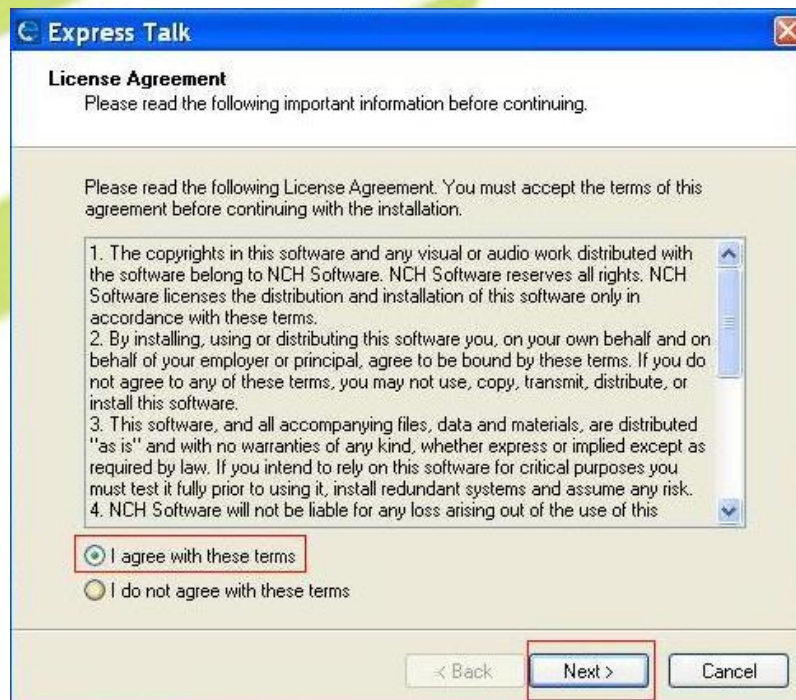 Express Talk
License Agreement
Please read the following important information before continuing.
Please read the following License Agreement. You must accept the terms of this
agreement before continuing with the installation.
1. The copyrights in this software and any visual or audio work distributed with
the software belong to NCH Software. NCH Software reserves all rights. NCH
Software licenses the distribution and installation of this software only in
accordance with these terms.
2. By installing, using or distributing this software you, on your own behalf and on
behalf of your employer or principal, agree to be bound by these terms. If you do
not agree to any of these terms, you may not use, copy, transmit, distribute, or
install this software.
3. This software, and all accompanying files, data and materials, are distributed
"as is" and with no warranties of any kind, whether express or implied except as
required by law. If you intend to rely on this software for critical purposes you
must test it fully prior to using it, install redundant systems and assume any risk.
4. NCH Software will not be liable for any loss arising out of the use of this
I agree with these terms
I do not agree with these terms
< Back Next > Cancel